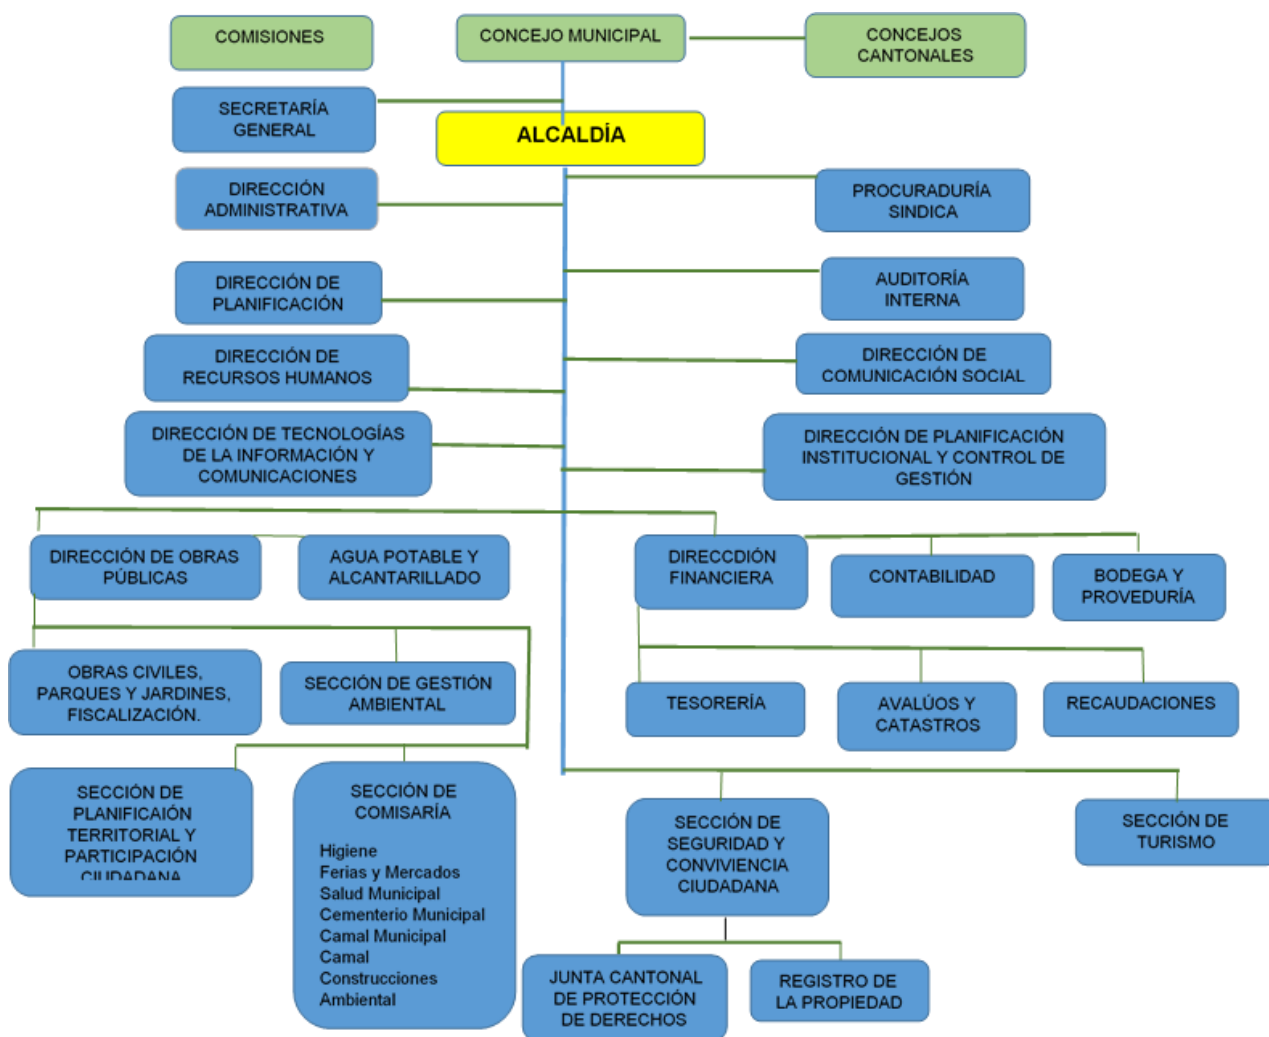 COMISIONES
CONCEJO MUNICIPAL
CONCEJOS
CANTONALES
SECRETARÍA
GENERAL
ALCALDÍA
DIRECCIÓN
ADMINISTRATIVA
PROCURADURÍA
SINDICA
DIRECCIÓN DE
PLANIFICACIÓN
AUDITORÍA
INTERNA
DIRECCIÓN DE
RECURSOS HUMANOS
DIRECCIÓN DE
COMUNICACIÓN SOCIAL
DIRECCIÓN DE TECNOLOGÍAS
DE LA INFORMACIÓN Y
COMUNICACIONES
DIRECCIÓN DE PLANIFICACIÓN
INSTITUCIONAL Y CONTROL DE
GESTIÓN
DIRECCIÓN DE OBRAS
PÚBLICAS
AGUA POTABLE Y
ALCANTARILLADO
DIRECCDIÓN
FINANCIERA
CONTABILIDAD
BODEGA Y
PROVEDURÍA
OBRAS CIVILES,
PARQUES Y JARDINES,
FISCALIZACIÓN.
SECCIÓN DE GESTIÓN
AMBIENTAL
TESORERÍA
AVALÚOS Y
CATASTROS
RECAUDACIONES
SECCIÓN DE
PLANIFICAIÓN
TERRITORIAL Y
PARTICIPACIÓN
CIUDADANA
SECCIÓN DE
COMISARÍA
Higiene
Ferias y Mercados
Salud Municipal
Cementerio Municipal
Camal Municipal
Camal
Construcciones
Ambiental
SECCIÓN DE
SEGURIDAD Y
CONVIVIENCIA
CIUDADANA
SECCIÓN DE
TURISMO
JUNTA CANTONAL
DE PROTECCIÓN
DE DERECHOS
REGISTRO DE
LA PROPIEDAD